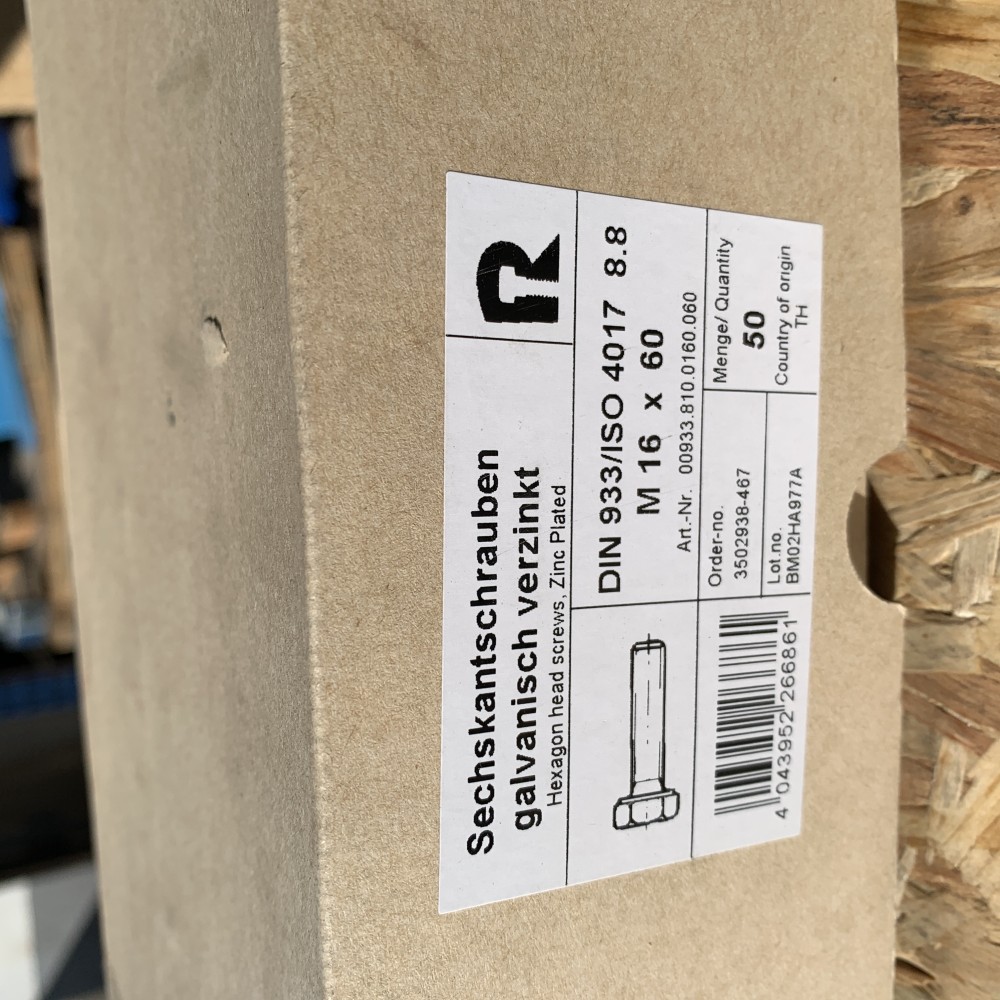 Sechskantschrauben
galvanisch verzinkt
Hexagon head screws, Zinc Plated
R
DIN 933/ISO 4017 8.8
M 16 x 60
Art.-Nr. 00933.810.0160.060
4 043952 266861
Order-no.
3502938-467
Lot.no.
BM02HA977A
Menge/ Quantity
50
Country of origin
TH